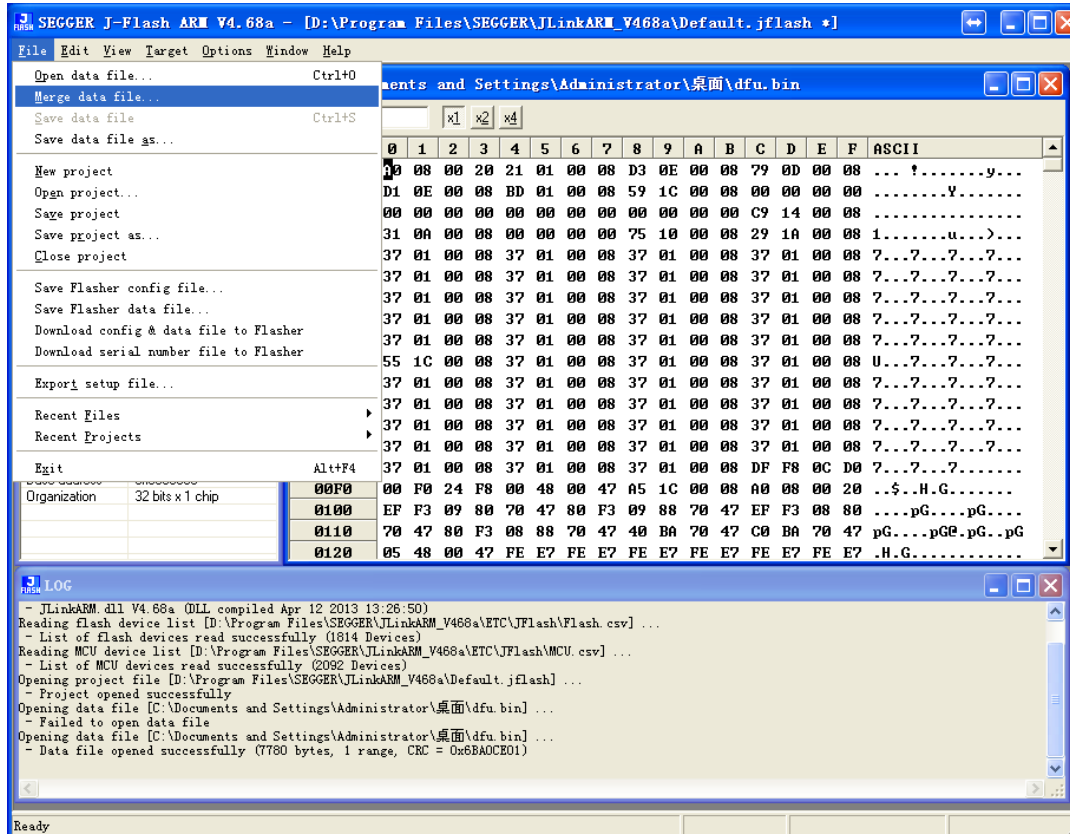 SEGGER J-Flash ARM V4.68a - [D:\Program Files\SEGGER\JLinkARM_V468a\Default.jflash *]
File Edit View Target Options Window Help
Open data file... Ctrl+O
Merge data file...
Save data file Ctrl+S
Save data file as...
New project
Open project...
Save project
Save project as...
Close project
Save Flasher config file...
Save Flasher data file...
Download config & data file to Flasher
Download serial number file to Flasher
Export setup file...
Recent Files
Recent Projects
Exit Alt+F4
Organization 32 bits x 1 chip
ments and Settings\Administrator\桌面\dfu.bin
x1 x2 x4
0 1 2 3 4 5 6 7 8 9 A B C D E F ASCII
A0 08 00 20 21 01 00 08 D3 0E 00 08 79 0D 00 08 ... !.......y...
D1 0E 00 08 BD 01 00 08 59 1C 00 08 00 00 00 00 ........Y.......
00 00 00 00 00 00 00 00 00 00 00 00 C9 14 00 08 ................
31 0A 00 08 00 00 00 00 75 10 00 08 29 1A 00 08 1.......u...)...
37 01 00 08 37 01 00 08 37 01 00 08 37 01 00 08 7...7...7...7...
37 01 00 08 37 01 00 08 37 01 00 08 37 01 00 08 7...7...7...7...
37 01 00 08 37 01 00 08 37 01 00 08 37 01 00 08 7...7...7...7...
37 01 00 08 37 01 00 08 37 01 00 08 37 01 00 08 7...7...7...7...
37 01 00 08 37 01 00 08 37 01 00 08 37 01 00 08 7...7...7...7...
55 1C 00 08 37 01 00 08 37 01 00 08 37 01 00 08 U...7...7...7...
37 01 00 08 37 01 00 08 37 01 00 08 37 01 00 08 7...7...7...7...
37 01 00 08 37 01 00 08 37 01 00 08 37 01 00 08 7...7...7...7...
37 01 00 08 37 01 00 08 37 01 00 08 37 01 00 08 7...7...7...7...
37 01 00 08 37 01 00 08 37 01 00 08 37 01 00 08 7...7...7...7...
37 01 00 08 37 01 00 08 37 01 00 08 DF F8 0C D0 7...7...7.......
00F0 00 F0 24 F8 00 48 00 47 A5 1C 00 08 A0 08 00 20 ..$..H.G.......
0100 EF F3 09 80 70 47 80 F3 09 88 70 47 EF F3 08 80 ....pG....pG....
0110 70 47 80 F3 08 88 70 47 40 BA 70 47 C0 BA 70 47 pG....pG@.pG..pG
0120 05 48 00 47 FE E7 FE E7 FE E7 FE E7 FE E7 FE E7 .H.G............
LOG
- JLinkARM.dll V4.68a (DLL compiled Apr 12 2013 13:26:50)
Reading flash device list [D:\Program Files\SEGGER\JLinkARM_V468a\ETC\JFlash\Flash.csv] ...
- List of flash devices read successfully (1814 Devices)
Reading MCU device list [D:\Program Files\SEGGER\JLinkARM_V468a\ETC\JFlash\MCU.csv] ...
- List of MCU devices read successfully (2092 Devices)
Opening project file [D:\Program Files\SEGGER\JLinkARM_V468a\Default.jflash] ...
- Project opened successfully
Opening data file [C:\Documents and Settings\Administrator\桌面\dfu.bin] ...
- Failed to open data file
Opening data file [C:\Documents and Settings\Administrator\桌面\dfu.bin] ...
- Data file opened successfully (7780 bytes, 1 range, CRC = 0x6BA0CE01)
Ready